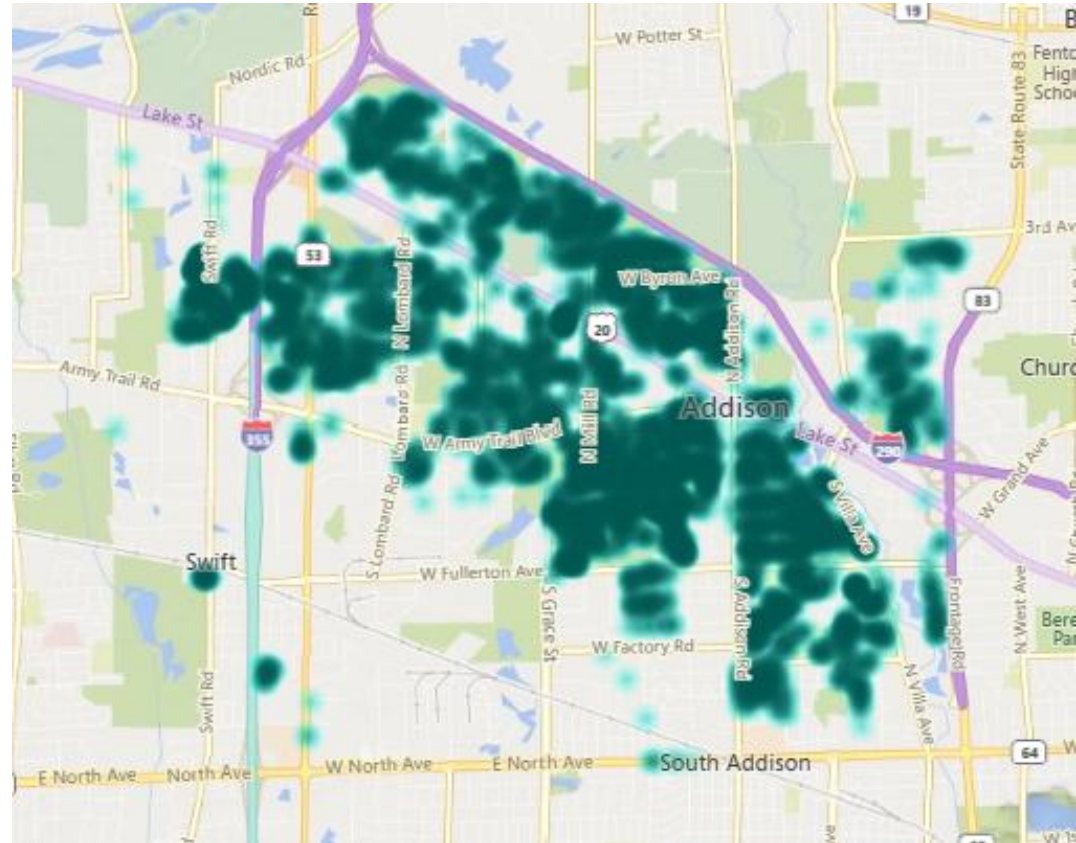 19
B
W Potter St
Fento
High
Schoo
Nordic Rd
State Route 83
Lake St
3rd Av
Swift Rd
53
N Lombard Rd
W Byron Ave
83
20
N Addison Rd
Army Trail Rd
Lombard Rd
Churc
Addison
N Mill Rd
W Army Trail Blvd
355
Lake St
290
W Grand Ave
S Villa Ave
S Lombard Rd
Swift
W Fullerton Ave
S Grace St
S Addison Rd
Frontage Rd
N West Ave
Bere
Par
W Factory Rd
Swift Rd
N Villa Ave
South Addison
64
E North Ave
North Ave
W North Ave
E North Ave